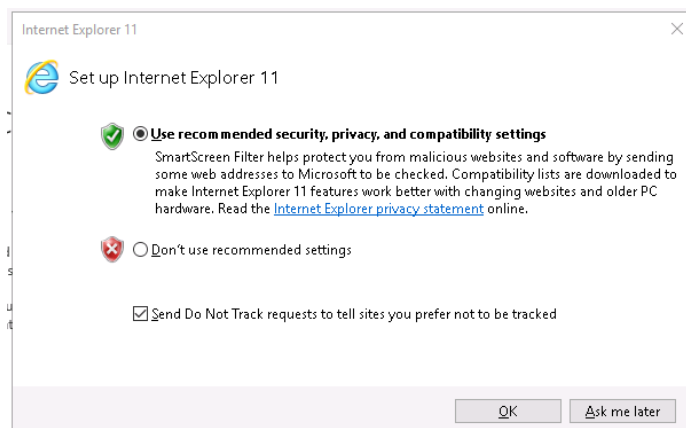 Internet Explorer 11
Set up Internet Explorer 11
Use recommended security, privacy, and compatibility settings
SmartScreen Filter helps protect you from malicious websites and software by sending
some web addresses to Microsoft to be checked. Compatibility lists are downloaded to
make Internet Explorer 11 features work better with changing websites and older PC
hardware. Read the Internet Explorer privacy statement online.
Don't use recommended settings
Send Do Not Track requests to tell sites you prefer not to be tracked
OK
Ask me later